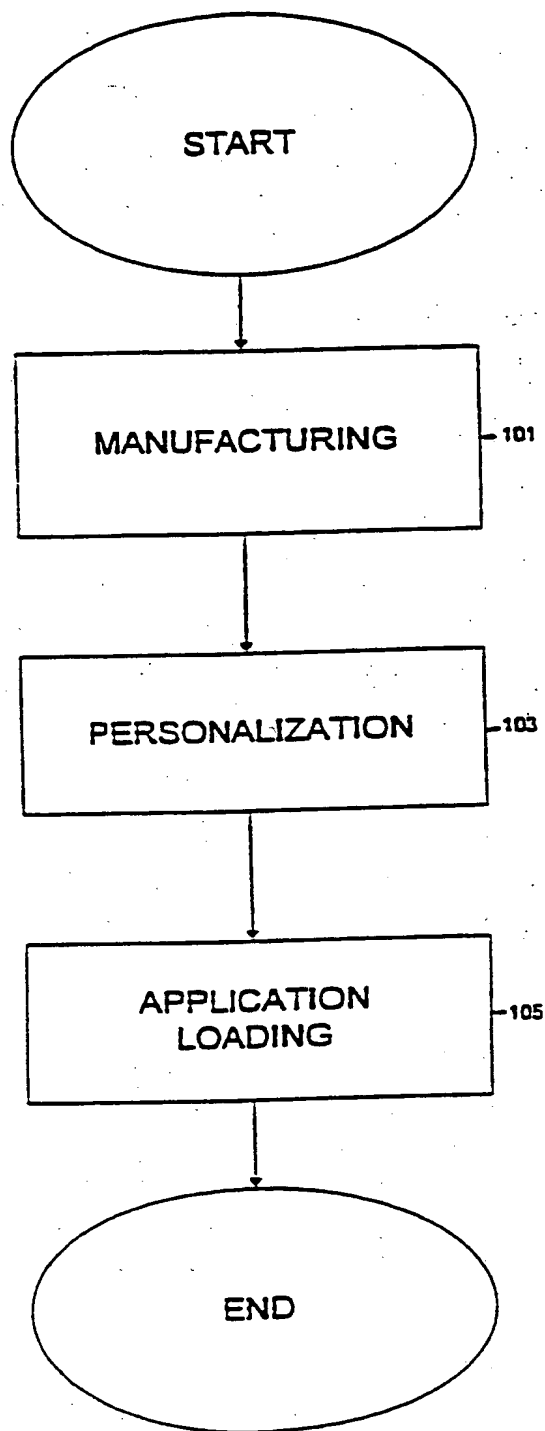 START
MANUFACTURING
101
PERSONALIZATION
103
APPLICATION
LOADING
105
END